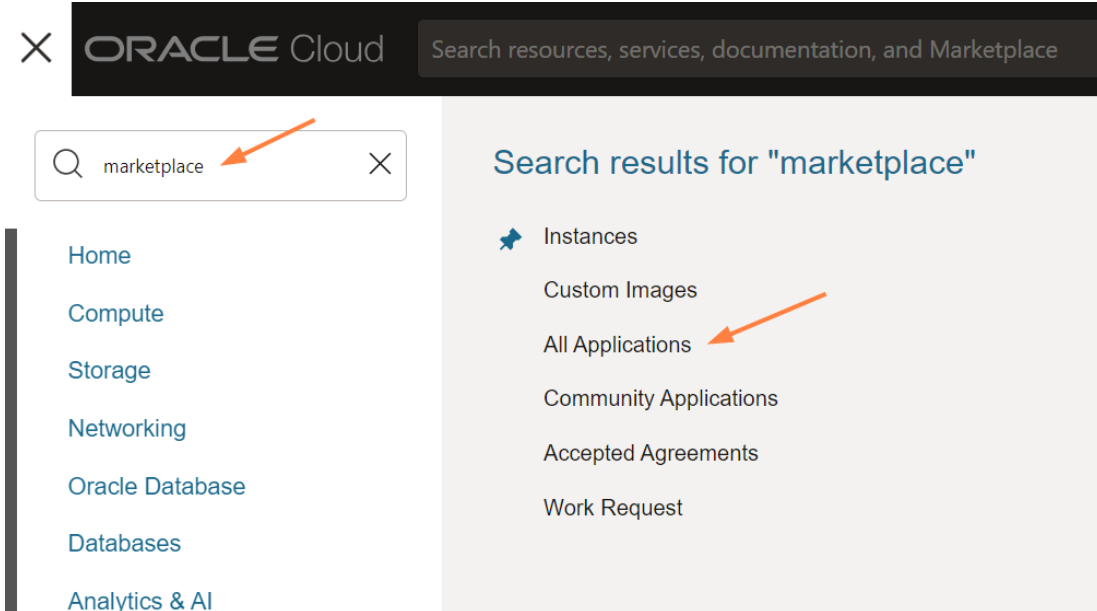 ORACLE Cloud
Search resources, services, documentation, and Marketplace
marketplace
Home
Compute
Storage
Networking
Oracle Database
Databases
Analytics & AI
Search results for "marketplace"
Instances
Custom Images
All Applications
Community Applications
Accepted Agreements
Work Request